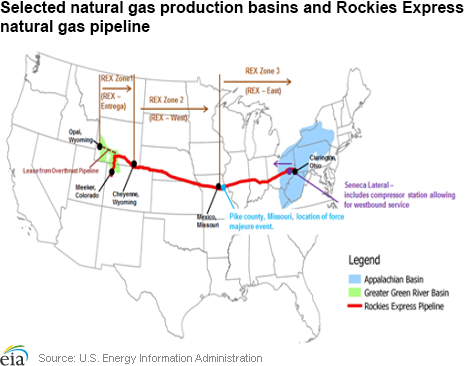 Selected natural gas production basins and Rockies Express
natural gas pipeline
REX Zone1
(REX –
Entrega)
REX Zone 2
(REX – West)
REX Zone 3
(REX – East)
Opal,
Wyoming
Lease from Overthrust Pipeline
Meeker,
Colorado
Cheyenne,
Wyoming
Mexico,
Missouri
Pike county, Missouri, location of force
majeure event.
Clarington,
Ohio
Seneca Lateral –
includes compressor station allowing
for westbound service
Legend
Appalachian Basin
Greater Green River Basin
Rockies Express Pipeline
eia
Source: U.S. Energy Information Administration